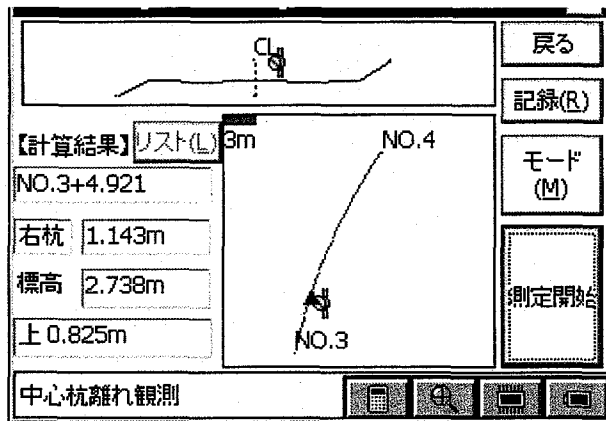 CL
戻る
記録(R)
【計算結果】
リスト(L)
3m
NO.4
モード
(M)
NO.3+4.921
右杭
1.143m
標高
2.738m
測定開始
上 0.825m
NO.3
中心杭離れ観測